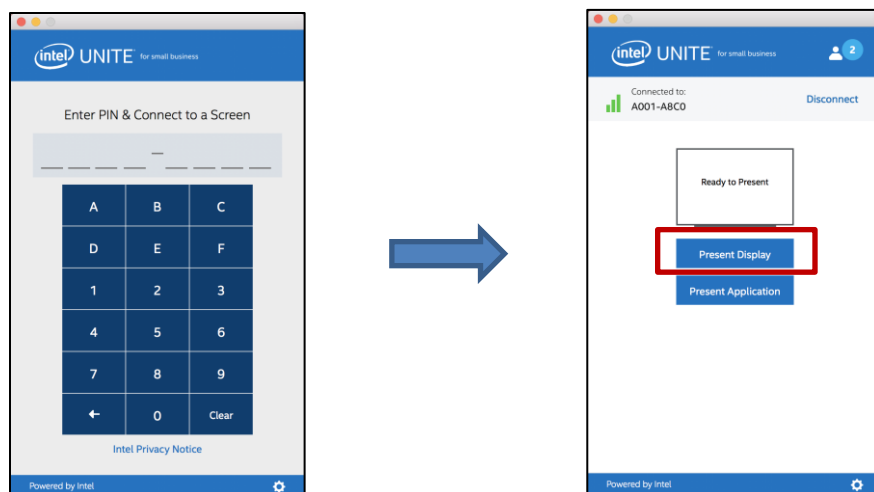 intel UNITE for small business
Enter PIN & Connect to a Screen
_ _ _ _ – _ _ _ _
A B C
D E F
1 2 3
4 5 6
7 8 9
← 0 Clear
Intel Privacy Notice
Powered by Intel
intel UNITE for small business 2
Connected to:
A001-A8C0 Disconnect
Ready to Present
Present Display
Present Application
Powered by Intel